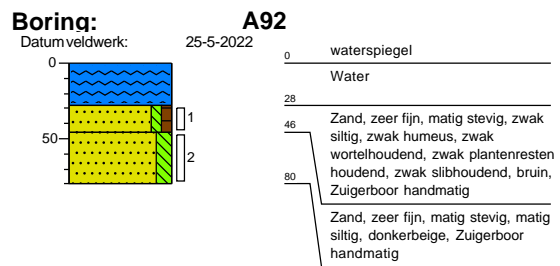 Boring: A92
Datum veldwerk: 25-5-2022
0
50
1
2
0 waterspiegel
Water
28
Zand, zeer fijn, matig stevig, zwak
siltig, zwak humeus, zwak
wortelhoudend, zwak plantenresten
houdend, zwak slibhoudend, bruin,
Zuigerboor handmatig
46
80
Zand, zeer fijn, matig stevig, matig
siltig, donkerbeige, Zuigerboor
handmatig